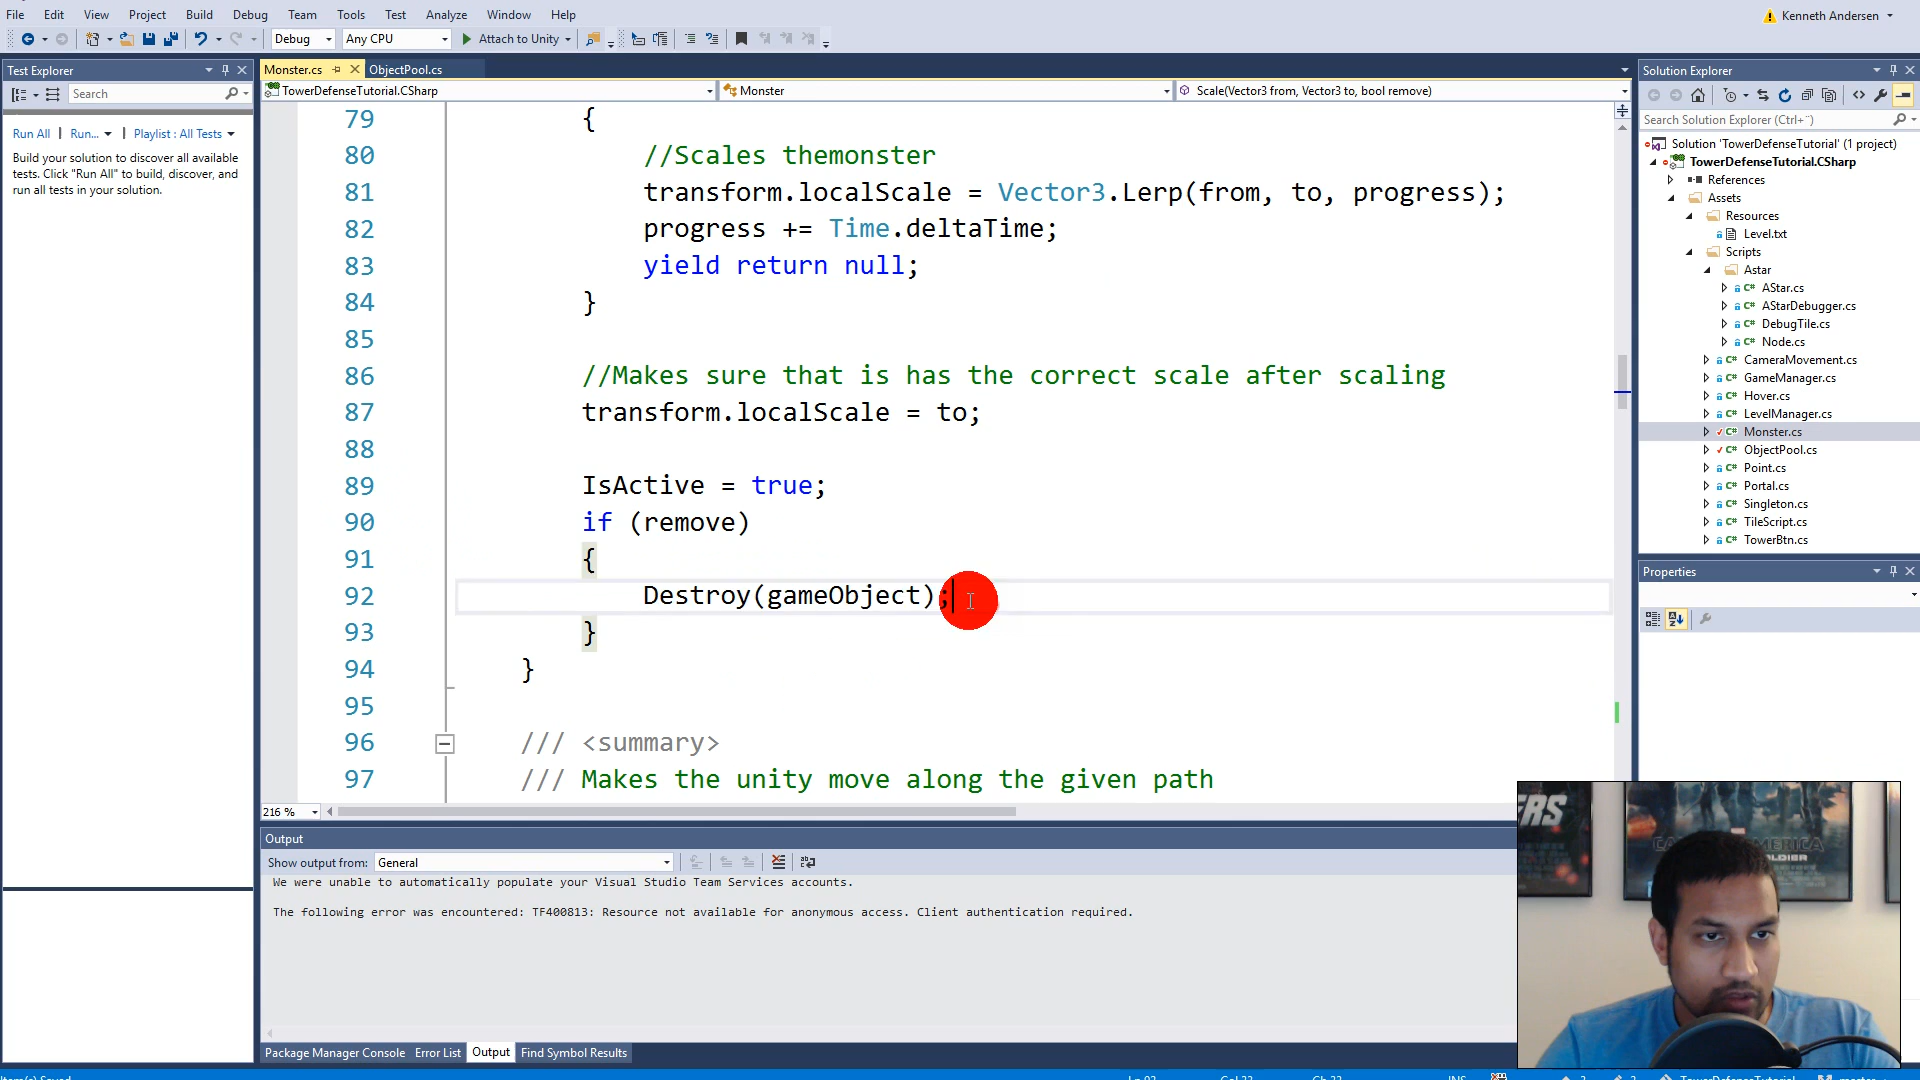 File Edit View Project Build Debug Team Tools Test Analyze Window Help
Kenneth Andersen
Debug Any CPU Attach to Unity
Test Explorer
Search
Run All | Run... | Playlist : All Tests
Build your solution to discover all available
tests. Click "Run All" to build, discover, and
run all tests in your solution.
Monster.cs ObjectPool.cs
TowerDefenseTutorial.CSharp Monster Scale(Vector3 from, Vector3 to, bool remove)
79 {
80 //Scales themonster
81 transform.localScale = Vector3.Lerp(from, to, progress);
82 progress += Time.deltaTime;
83 yield return null;
84 }
85
86 //Makes sure that is has the correct scale after scaling
87 transform.localScale = to;
88
89 IsActive = true;
90 if (remove)
91 {
92 Destroy(gameObject);
93 }
94 }
95
96 /// <summary>
97 /// Makes the unity move along the given path
216 %
Output
Show output from: General
We were unable to automatically populate your Visual Studio Team Services accounts.
The following error was encountered: TF400813: Resource not available for anonymous access. Client authentication required.
Package Manager Console Error List Output Find Symbol Results
Solution Explorer
Search Solution Explorer (Ctrl+¨)
Solution 'TowerDefenseTutorial' (1 project)
TowerDefenseTutorial.CSharp
References
Assets
Resources
Level.txt
Scripts
Astar
AStar.cs
AStarDebugger.cs
DebugTile.cs
Node.cs
CameraMovement.cs
GameManager.cs
Hover.cs
LevelManager.cs
Monster.cs
ObjectPool.cs
Point.cs
Portal.cs
Singleton.cs
TileScript.cs
TowerBtn.cs
Properties